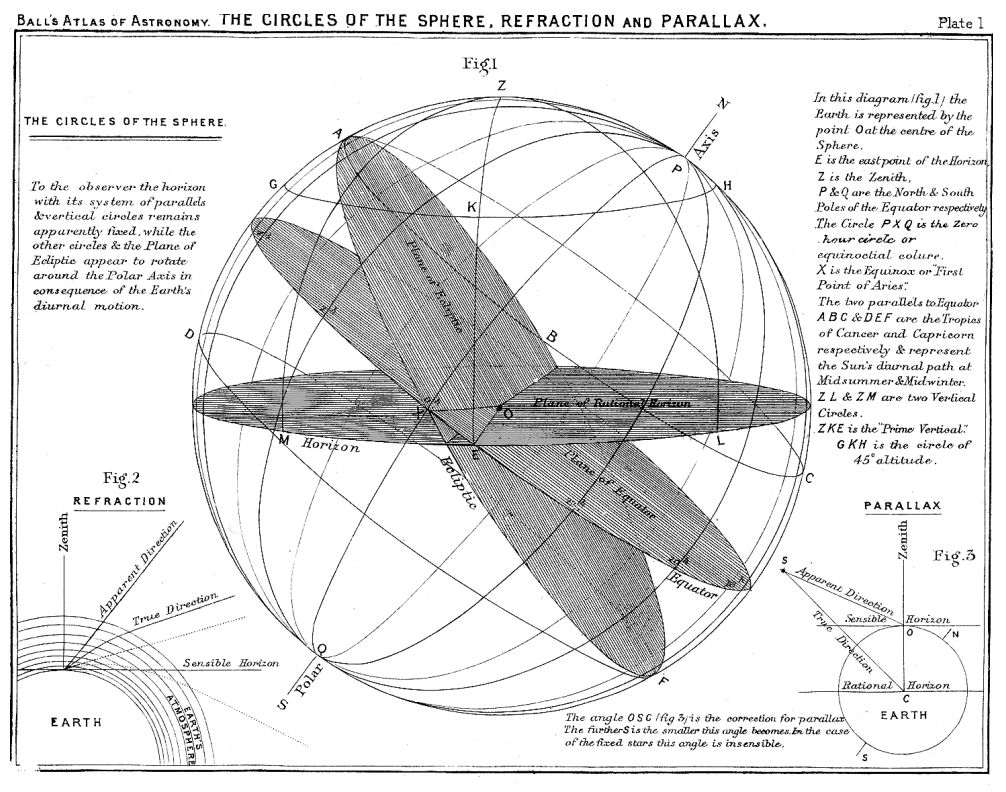 BALL'S ATLAS OF ASTRONOMY. THE CIRCLES OF THE SPHERE, REFRACTION AND PARALLAX. Plate 1
Fig.1
THE CIRCLES OF THE SPHERE.
To the observer the horizon
with its system of parallels
& vertical circles remains
apparently fixed, while the
other circles & the Plane of
Ecliptic appear to rotate
around the Polar Axis in
consequence of the Earth's
diurnal motion.
In this diagram (fig.1) the
Earth is represented by the
point O at the centre of the
Sphere.
E is the east point of the Horizon,
Z is the Zenith,
P & Q are the North & South
Poles of the Equator respectively
The Circle P X Q is the zero
hour circle or
equinoctial colure.
X is the Equinox or "First
Point of Aries".
The two parallels to Equator
ABC & DEF are the Tropics
of Cancer and Capricorn
respectively & represent
the Sun's diurnal path at
Midsummer & Midwinter.
ZL & ZM are two Vertical
Circles.
ZKE is the "Prime Vertical".
GKH is the circle of
45° altitude.
Z
N
Axis
A
P
G
H
K
Plane of Ecliptic
D
B
O
Plane of Rational Horizon
M
Horizon
L
E
Ecliptic
Plane of Equator
C
Equator
Q
S Polar
F
Fig.2
REFRACTION
Zenith
Apparent Direction
True Direction
Sensible Horizon
EARTH
EARTH'S
ATMOSPHERE
PARALLAX
Zenith
Fig.3
S
Apparent Direction
True Direction
Sensible Horizon
O
N
Rational Horizon
C
EARTH
S
The angle OSC (fig 3) is the correction for parallax
The further S is the smaller this angle becomes. In the case
of the fixed stars this angle is insensible.